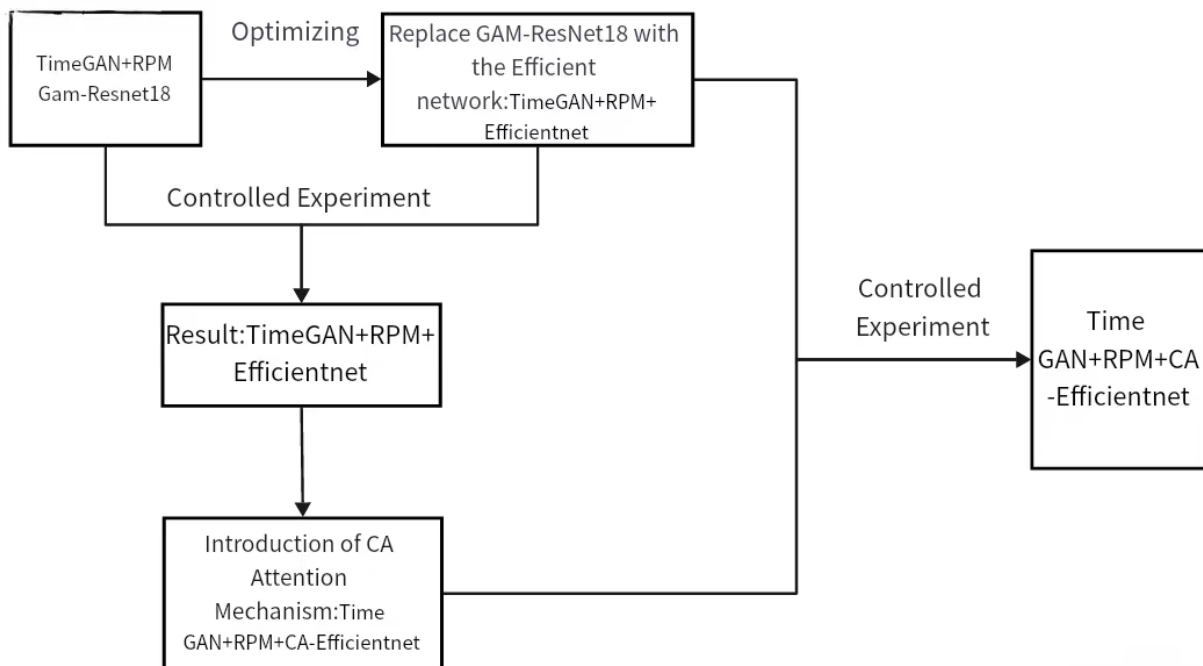 TimeGAN+RPM
Gam-Resnet18
Optimizing
Replace GAM-ResNet18 with
the Efficient
network:TimeGAN+RPM+
Efficientnet
Controlled Experiment
Result:TimeGAN+RPM+
Efficientnet
Introduction of CA
Attention
Mechanism:Time
GAN+RPM+CA-Efficientnet
Controlled
Experiment
Time
GAN+RPM+CA
-Efficientnet